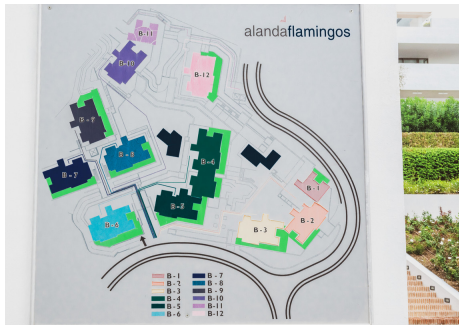 alandaflamingos
B-11
B-10
B-12
B-9
B-8
B-4
B-7
B-1
B-5
B-2
B-6
B-3
B - 1
B - 2
B - 3
B - 4
B - 5
B - 6
B - 7
B - 8
B - 9
B - 10
B - 11
B - 12